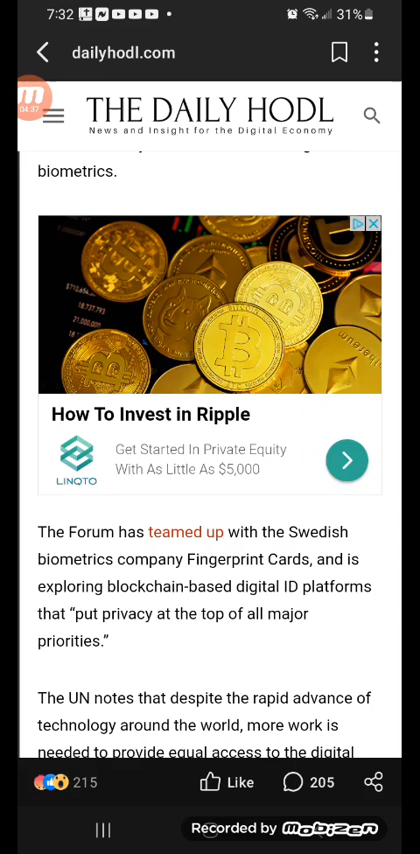 7:32
31%
dailyhodl.com
04:37
THE DAILY HODL
News and Insight for the Digital Economy
biometrics.
How To Invest in Ripple
Get Started In Private Equity
With As Little As $5,000
LINQTO
The Forum has teamed up with the Swedish
biometrics company Fingerprint Cards, and is
exploring blockchain-based digital ID platforms
that “put privacy at the top of all major
priorities.”
The UN notes that despite the rapid advance of
technology around the world, more work is
needed to provide equal access to the digital
215
Like
205
Recorded by mobizen